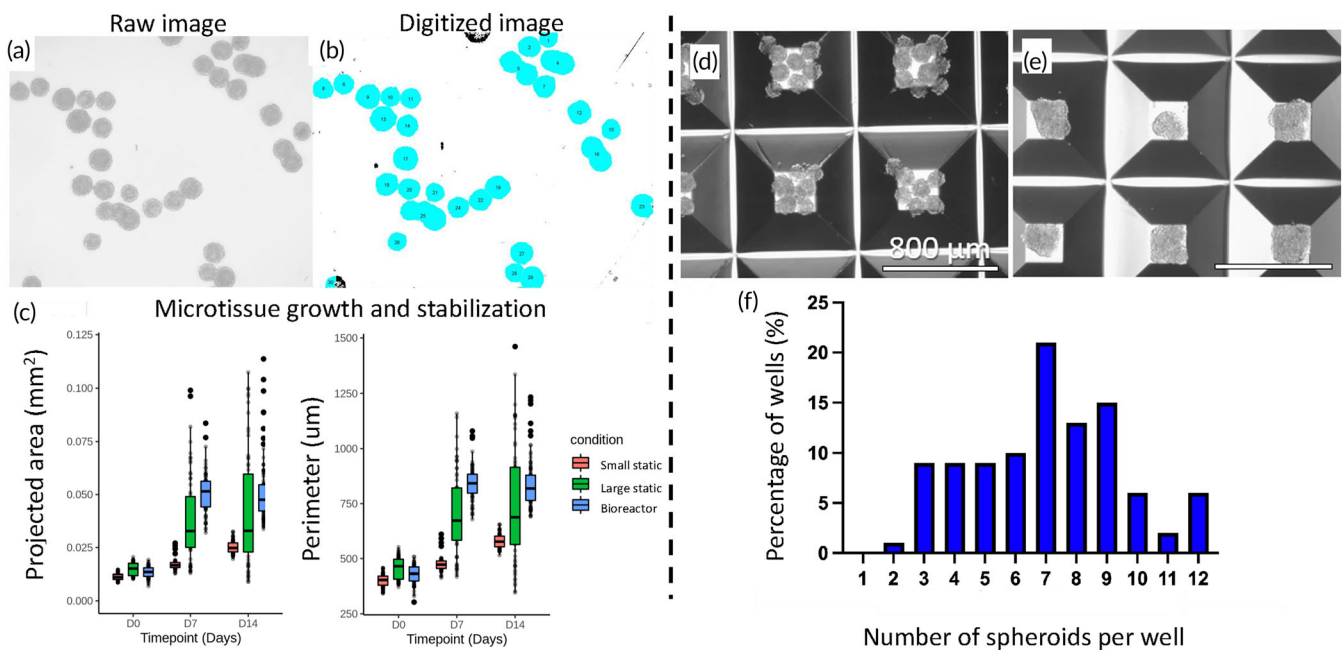 Raw image
Digitized image
(a)
(b)
(d)
(e)
800 µm
(c)
Microtissue growth and stabilization
Projected area (mm²)
0.125
0.100
0.075
0.050
0.025
0.000
D0
D7
D14
Timepoint (Days)
Perimeter (um)
1500
1250
1000
750
500
250
D0
D7
D14
Timepoint (Days)
condition
Small static
Large static
Bioreactor
(f)
Percentage of wells (%)
25
20
15
10
5
0
1 2 3 4 5 6 7 8 9 10 11 12
Number of spheroids per well